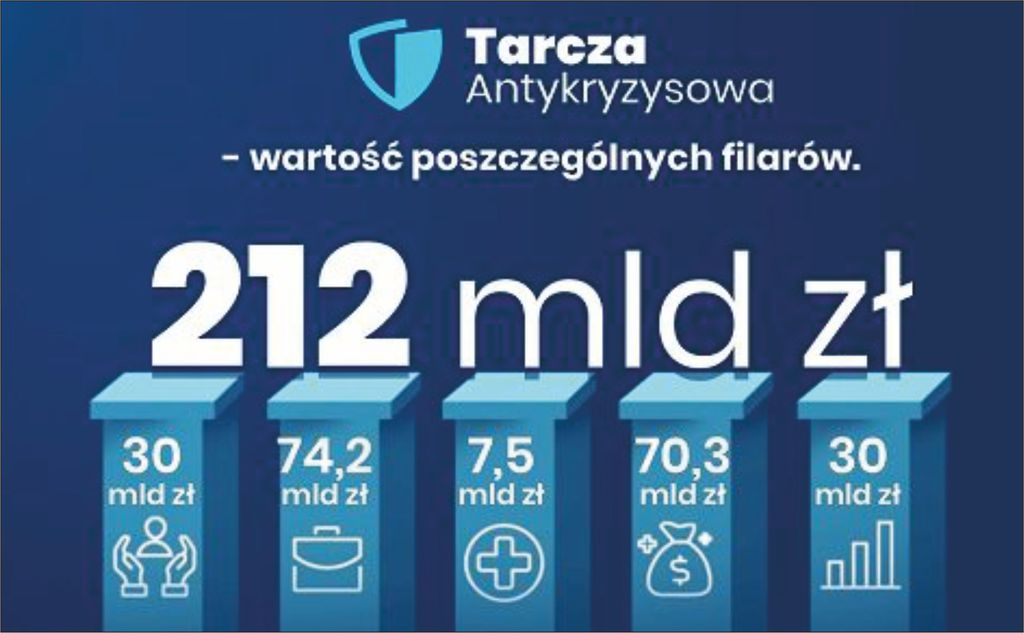 Tarcza
Antykryzysowa
- wartość poszczególnych filarów.
212 mld zł
30
mld zł
74,2
mld zł
7,5
mld zł
70,3
mld zł
30
mld zł
$